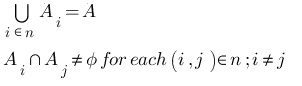 ⋃_{i ∈ n} A_i = A
A_i ∩ A_j ≠ ϕ for each (i , j ) ∈ n ; i ≠ j